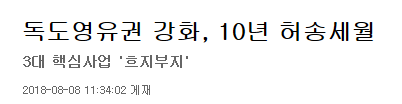 독도영유권 강화, 10년 허송세월
3대 핵심사업 '흐지부지'
2018-08-08 11:34:02 게재